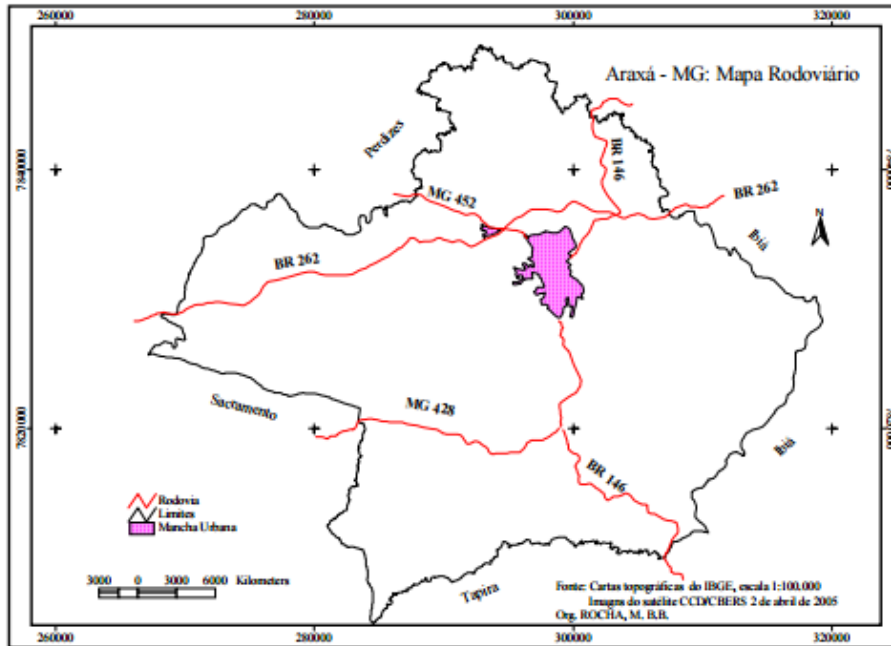 260000
280000
300000
320000
Araxá - MG: Mapa Rodoviário
Perdizes
BR 146
7840000
7840000
MG 452
BR 262
N
Ibiá
BR 262
Sacramento
MG 428
7820000
7820000
Ibiá
BR 146
Rodovia
Limites
Mancha Urbana
3000 0 3000 6000 Kilometers
Tapira
Fonte: Cartas topográficas do IBGE, escala 1:100.000
Imagns do satélite CCD/CBERS 2 de abril de 2005
Org. ROCHA, M. B.B.
260000
280000
300000
320000